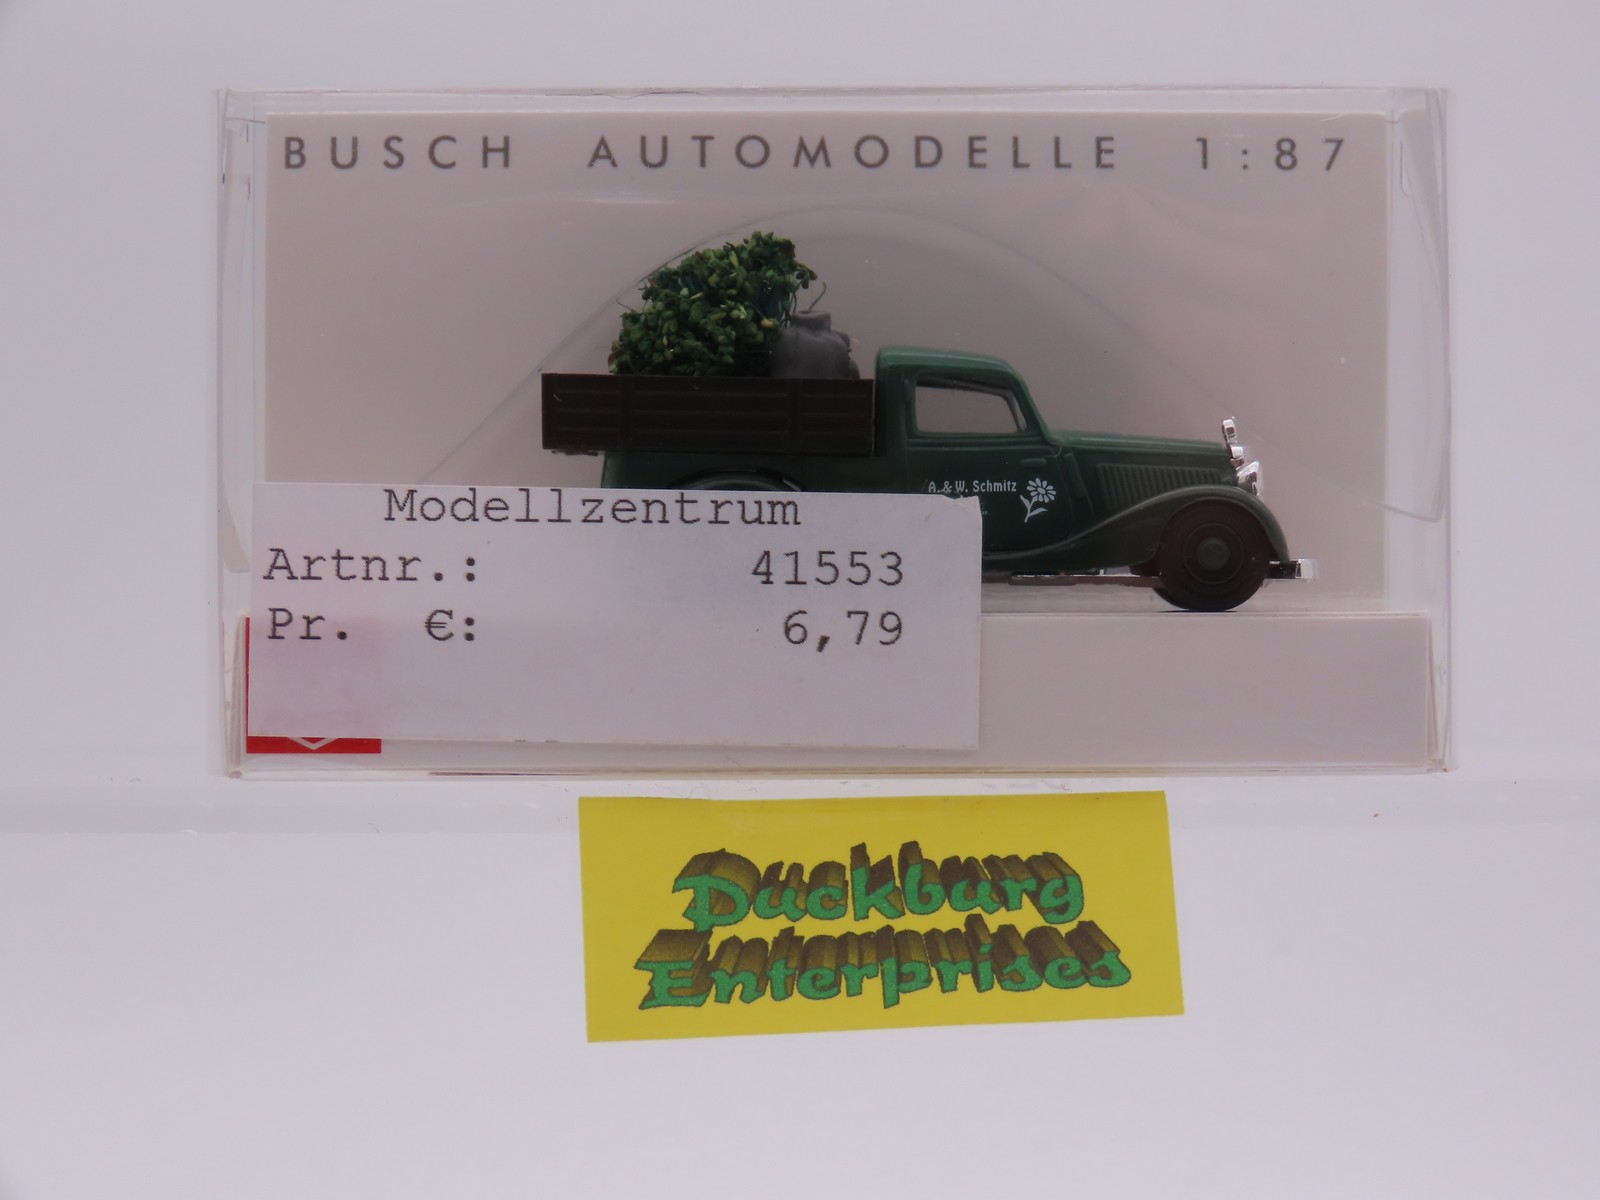 BUSCH AUTOMODELLE 1:87
A. & W. Schmitz
Modellzentrum
Artnr.: 41553
Pr. €: 6,79
Duckburg
Enterprises